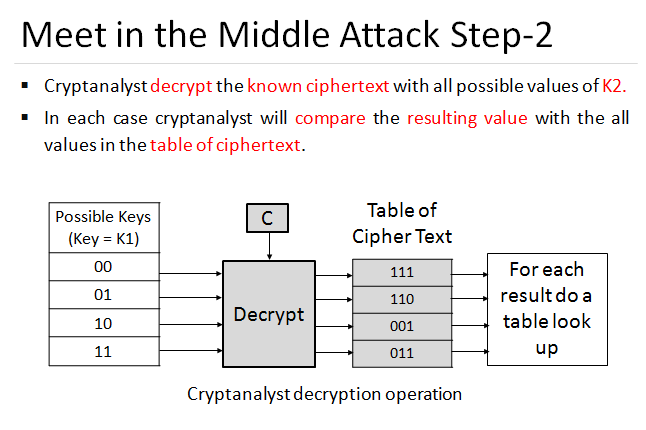 Meet in the Middle Attack Step-2
▪ Cryptanalyst decrypt the known ciphertext with all possible values of K2.
▪ In each case cryptanalyst will compare the resulting value with the all
values in the table of ciphertext.
Possible Keys
(Key = K1)
00
01
10
11
C
Decrypt
Table of
Cipher Text
111
110
001
011
For each
result do a
table look
up
Cryptanalyst decryption operation